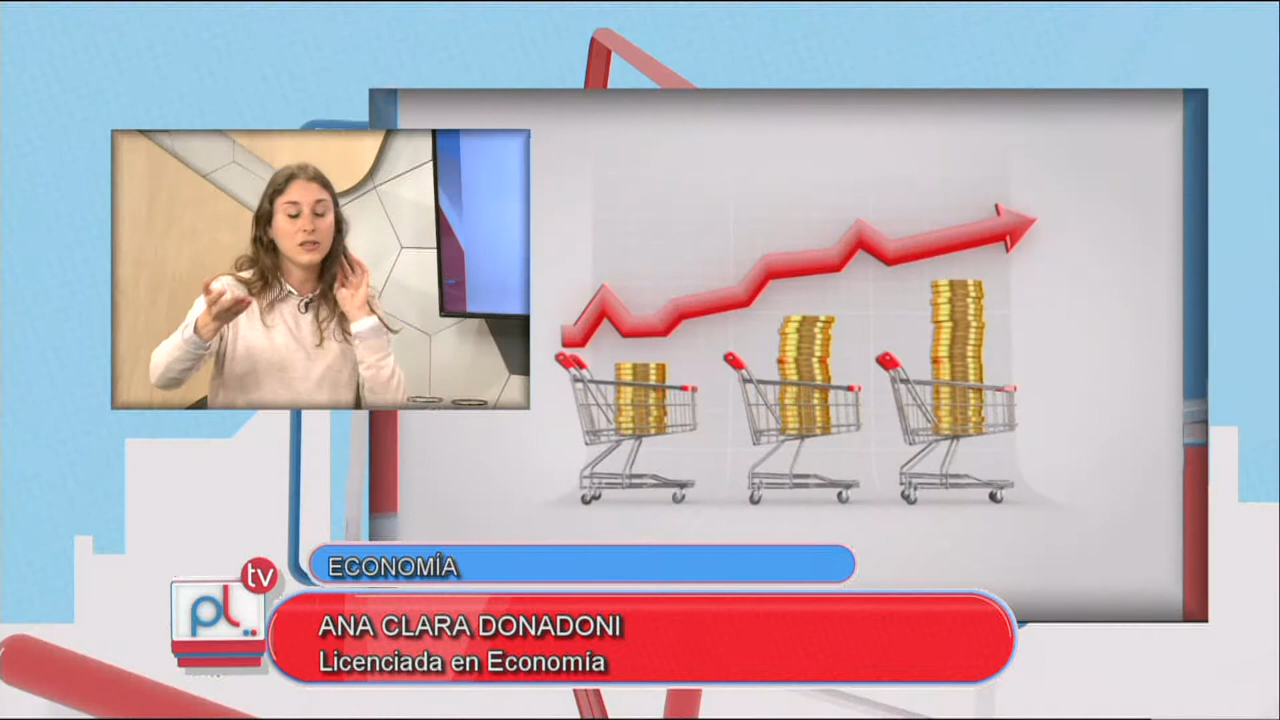 ECONOMÍA
tv
pl
ANA CLARA DONADONI
Licenciada en Economía